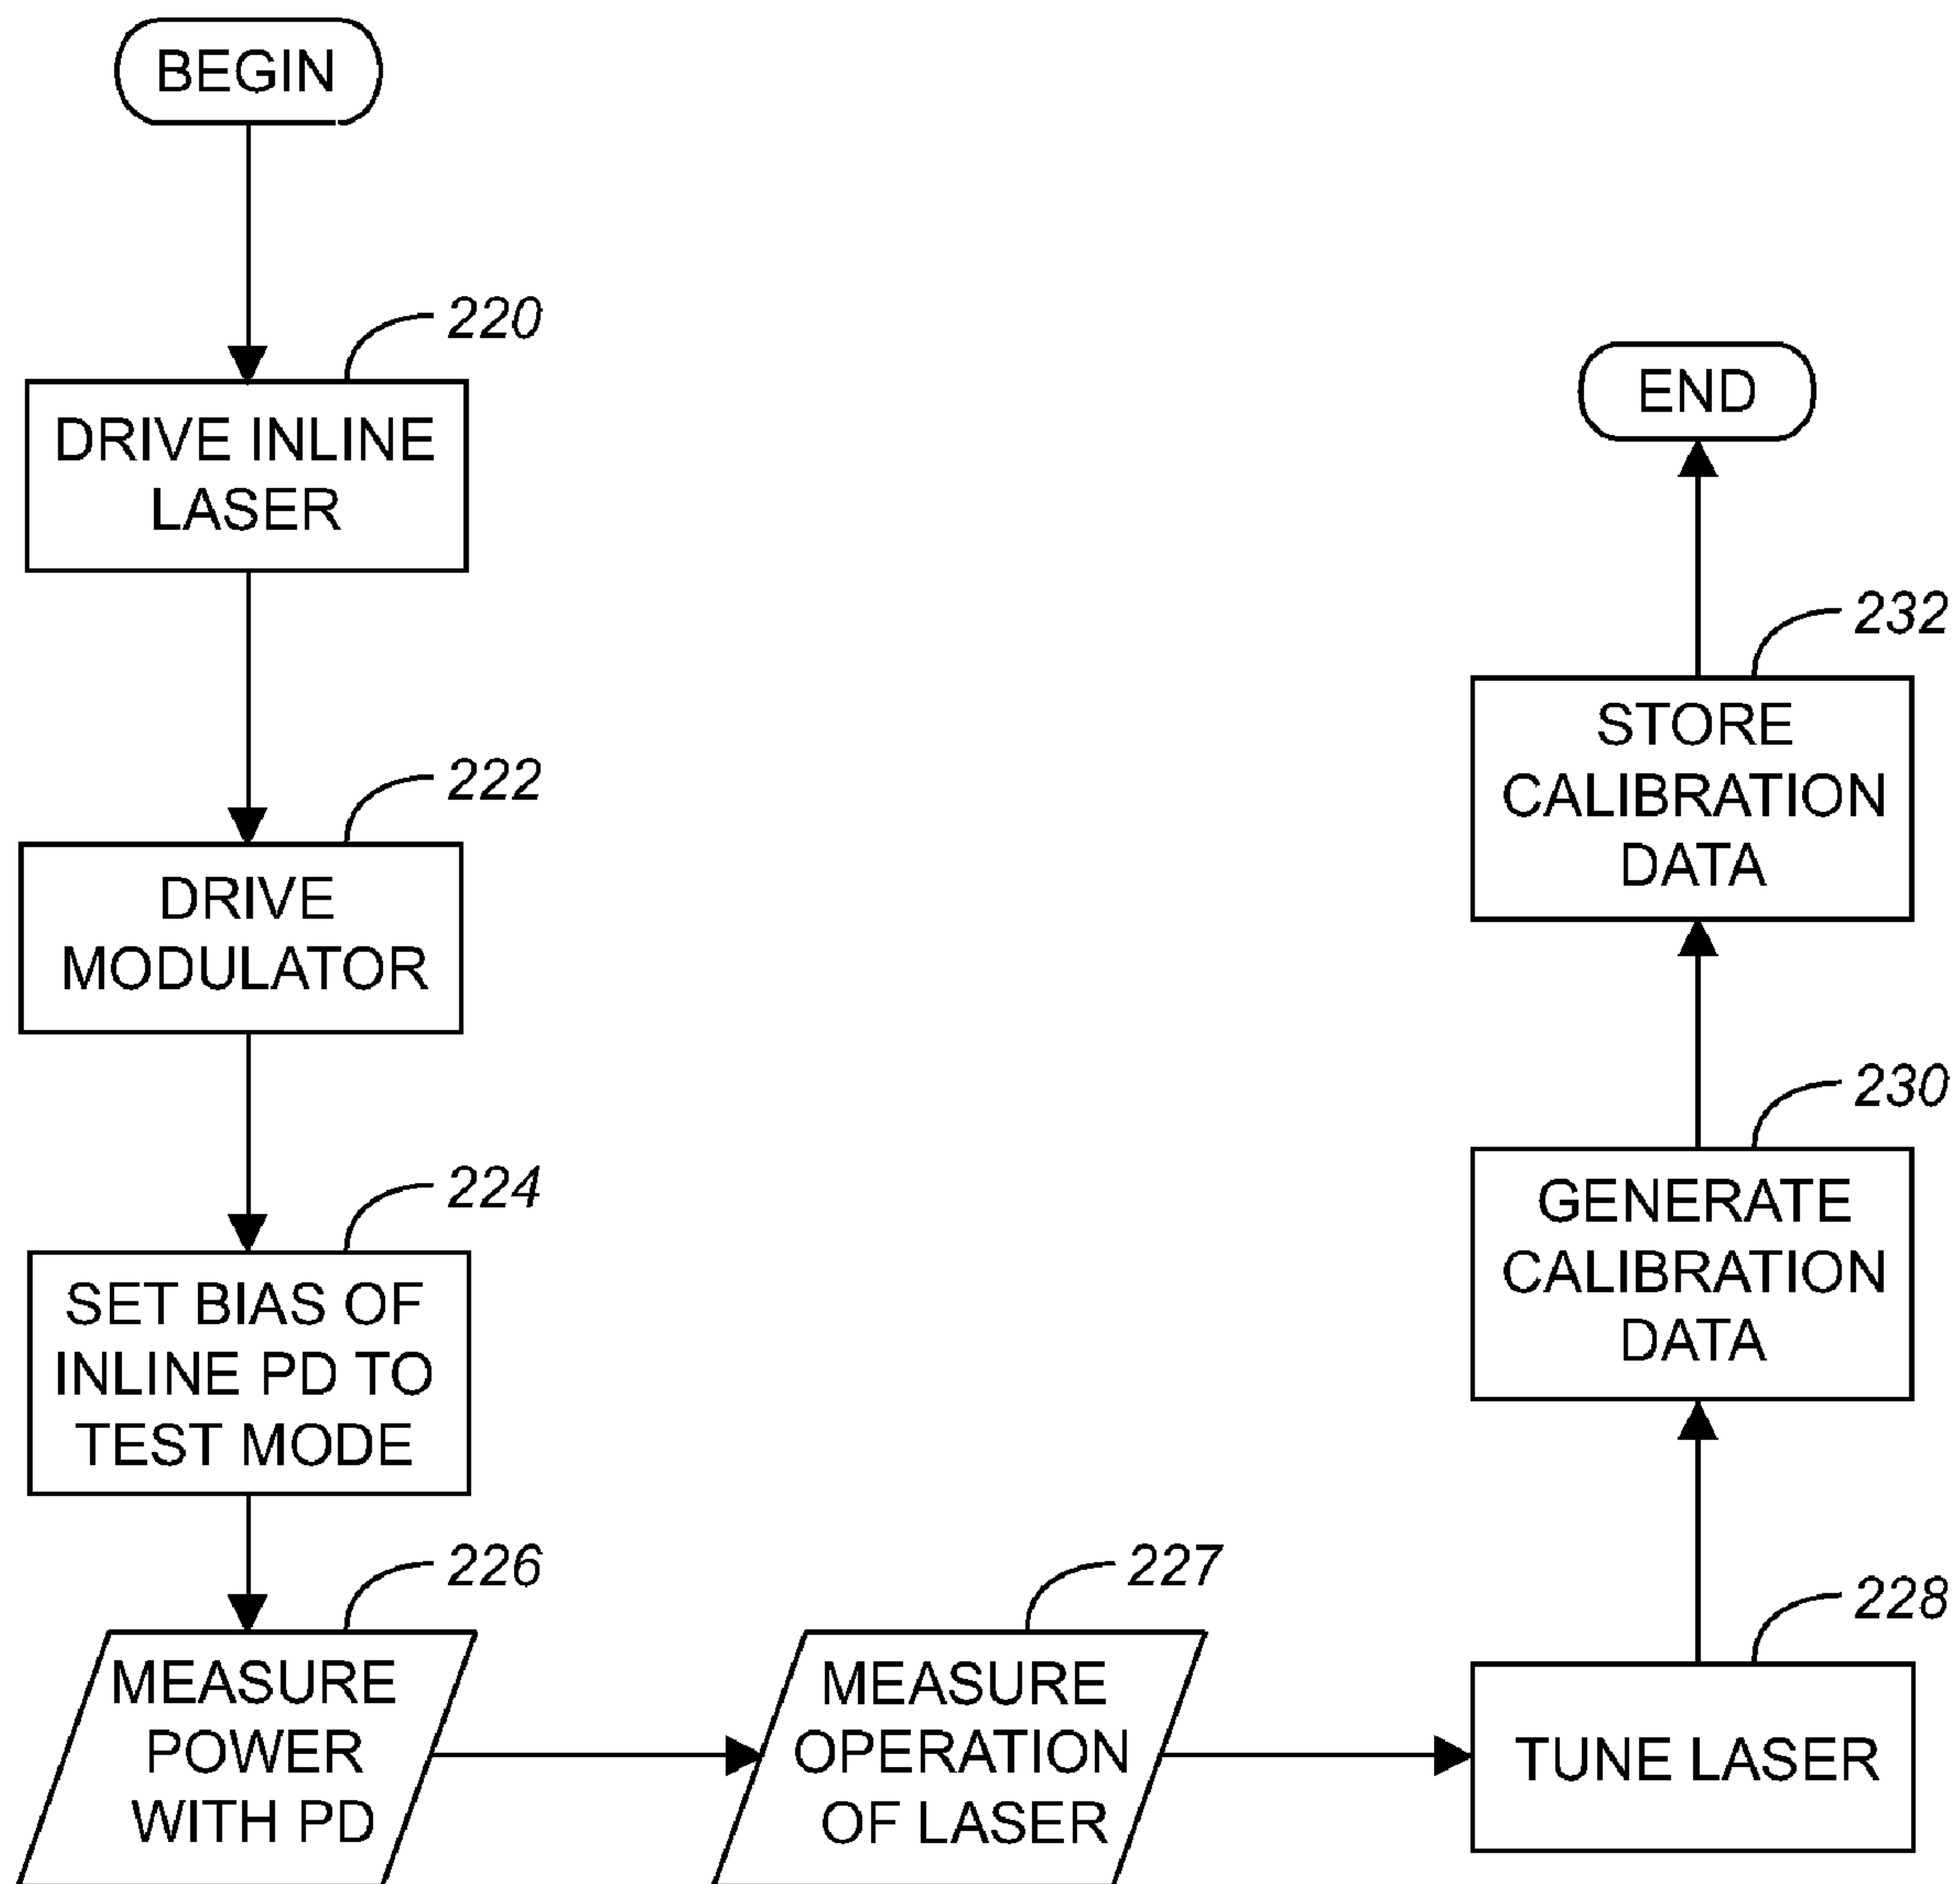 BEGIN
220
DRIVE INLINE
LASER
222
DRIVE
MODULATOR
224
SET BIAS OF
INLINE PD TO
TEST MODE
226
MEASURE
POWER
WITH PD
227
MEASURE
OPERATION
OF LASER
228
TUNE LASER
230
GENERATE
CALIBRATION
DATA
232
STORE
CALIBRATION
DATA
END